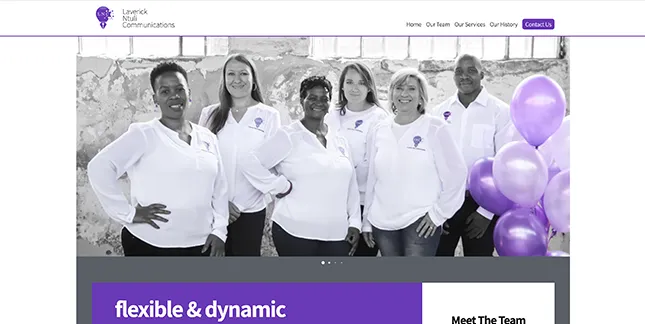 Laverick
Ntuli
Communications
Home Our Team Our Services Our History Contact Us
flexible & dynamic
Meet The Team